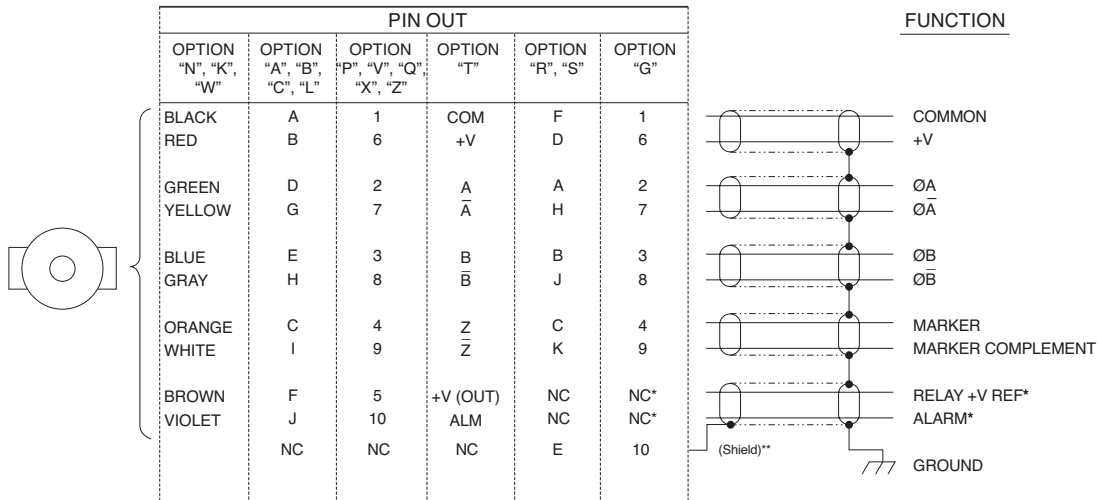 PIN OUT FUNCTION
OPTION OPTION OPTION OPTION OPTION OPTION
“N”, “K”, “A”, “B”, “P”, “V”, “Q”, “T” “R”, “S” “G”
“W” “C”, “L” “X”, “Z”
BLACK A 1 COM F 1 COMMON
RED B 6 +V D 6 +V
GREEN D 2 A A 2 ØA
YELLOW G 7 A̅ H 7 ØA̅
BLUE E 3 B B 3 ØB
GRAY H 8 B̅ J 8 ØB̅
ORANGE C 4 Z C 4 MARKER
WHITE I 9 Z̅ K 9 MARKER COMPLEMENT
BROWN F 5 +V (OUT) NC NC* RELAY +V REF*
VIOLET J 10 ALM NC NC* ALARM*
NC NC NC E 10 (Shield)**
GROUND